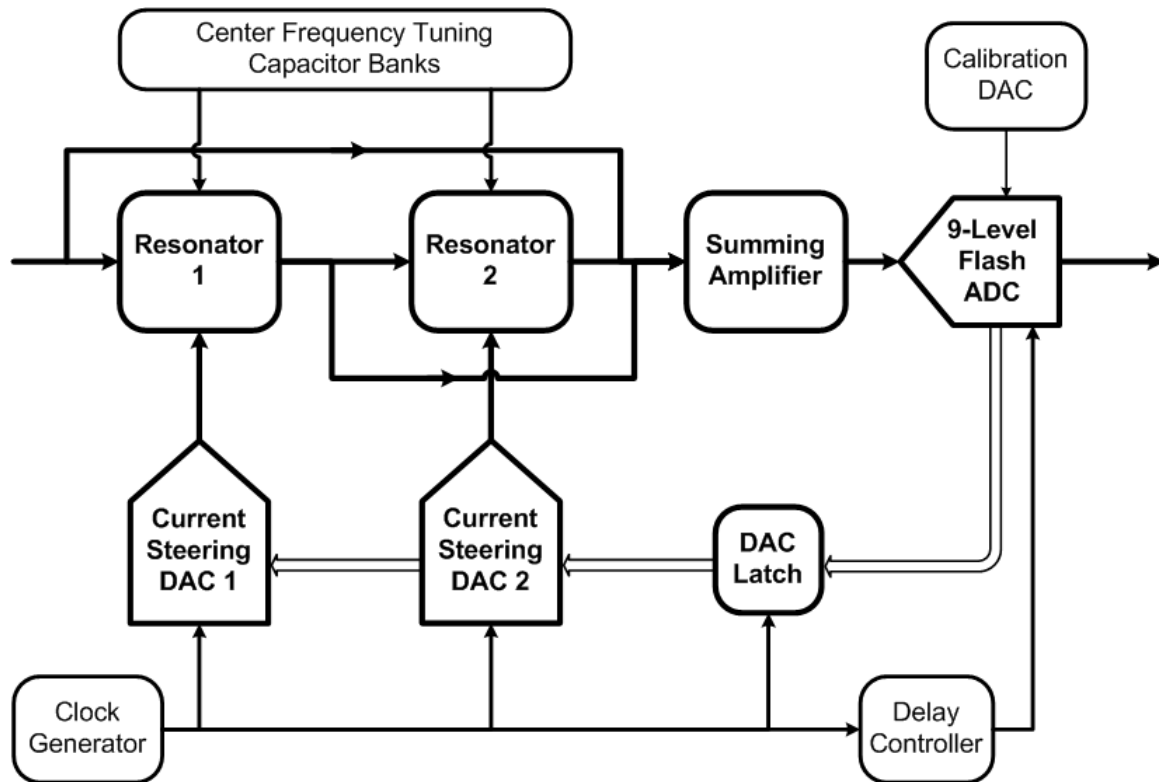 Center Frequency Tuning
Capacitor Banks
Calibration
DAC
Resonator
1
Resonator
2
Summing
Amplifier
9-Level
Flash
ADC
Current
Steering
DAC 1
Current
Steering
DAC 2
DAC
Latch
Clock
Generator
Delay
Controller